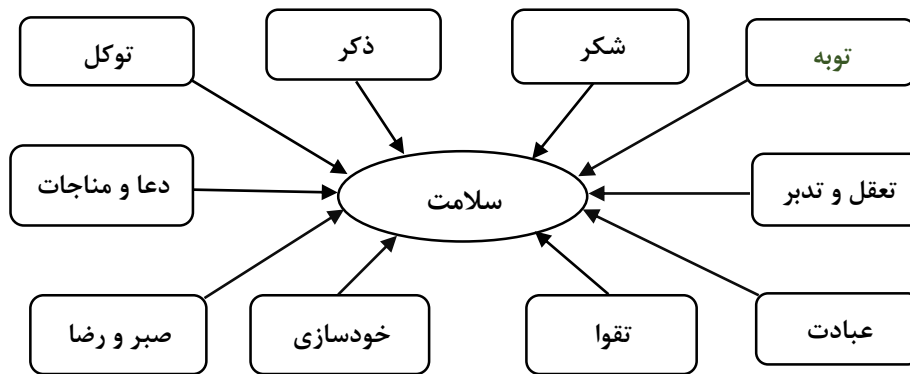 توبه
شکر
ذکر
توکل
تعقل و تدبر
سلامت
دعا و مناجات
عبادت
تقوا
خودسازی
صبر و رضا